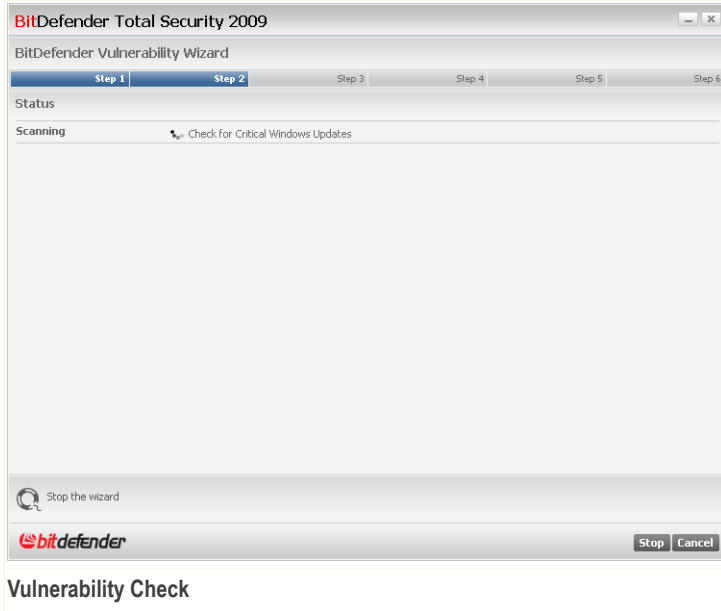 BitDefender Total Security 2009
BitDefender Vulnerability Wizard
Step 1 Step 2 Step 3 Step 4 Step 5 Step 6
Status
Scanning Check for Critical Windows Updates
Stop the wizard
bitdefender Stop Cancel
Vulnerability Check